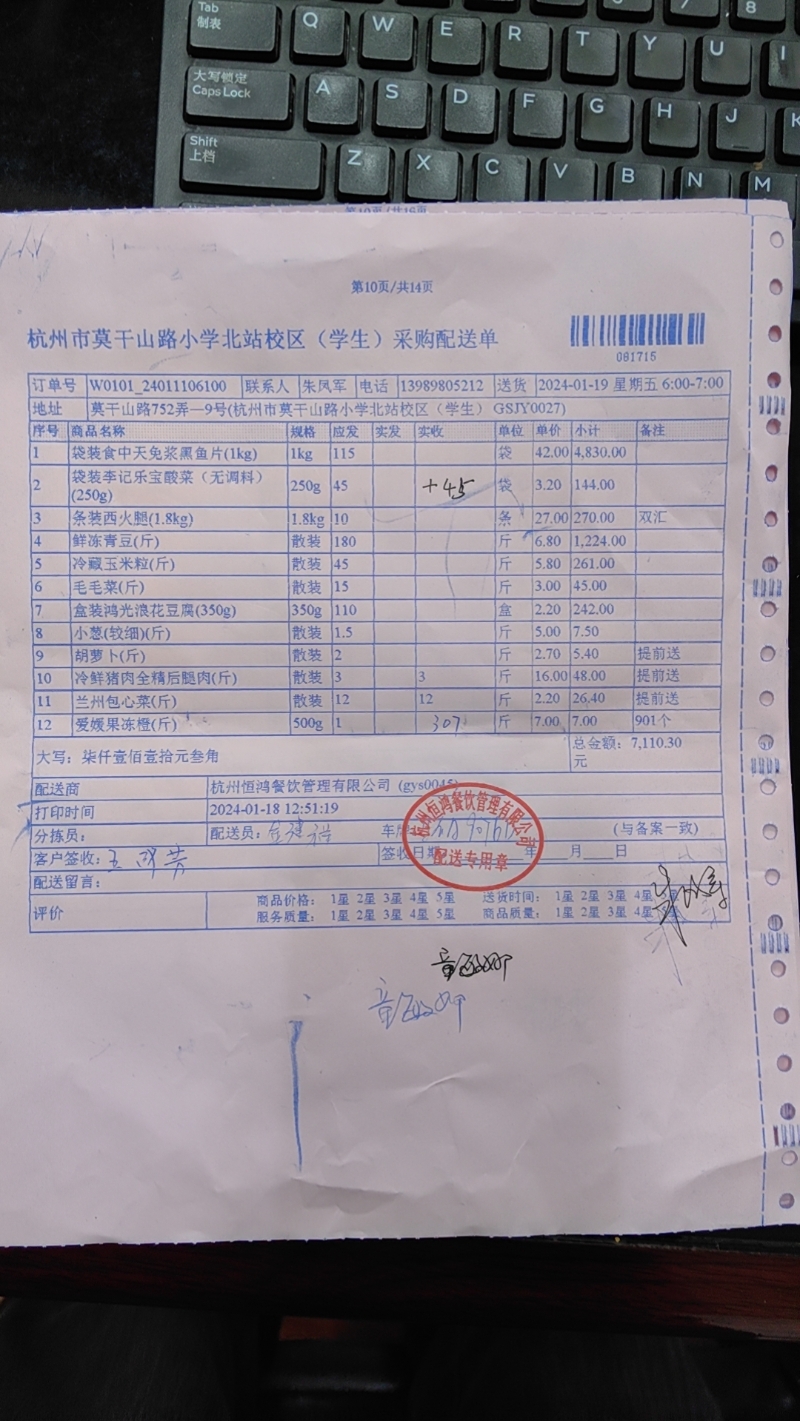 Tab
制表
Q W E R T Y U I
8
大写锁定
Caps Lock
A S D F G H J K
Shift
上档
Z X C V B N M
第10页/共14页
杭州市莫干山路小学北站校区（学生）采购配送单
081715
订单号 W0101_24011106100 联系人 朱凤军 电话 13989805212 送货 2024-01-19 星期五 6:00-7:00
地址 莫干山路752弄一9号(杭州市莫干山路小学北站校区（学生） GSJY0027)
序号 商品名称 规格 应发 实发 实收 单位 单价 小计 备注
1 袋装食中天免浆黑鱼片(1kg) 1kg 115 袋 42.00 4,830.00
2 袋装李记乐宝酸菜（无调料）(250g) 250g 45 +45 袋 3.20 144.00
3 条装西火腿(1.8kg) 1.8kg 10 条 27.00 270.00 双汇
4 鲜冻青豆(斤) 散装 180 斤 6.80 1,224.00
5 冷藏玉米粒(斤) 散装 45 斤 5.80 261.00
6 毛毛菜(斤) 散装 15 斤 3.00 45.00
7 盒装鸿光浪花豆腐(350g) 350g 110 盒 2.20 242.00
8 小葱(较细)(斤) 散装 1.5 斤 5.00 7.50
9 胡萝卜(斤) 散装 2 斤 2.70 5.40 提前送
10 冷鲜猪肉全精后腿肉(斤) 散装 3 3 斤 16.00 48.00 提前送
11 兰州包心菜(斤) 散装 12 12 斤 2.20 26.40 提前送
12 爱媛果冻橙(斤) 500g 1 307 斤 7.00 7.00 901个
大写：柒仟壹佰壹拾元叁角 总金额：7,110.30
元
配送商 杭州恒鸿餐饮管理有限公司 (gys0045)
打印时间 2024-01-18 12:51:19
分拣员： 配送员： 车牌 (与备案一致)
客户签收： 签收日期 年 月 日
杭州恒鸿餐饮管理有限公司
配送专用章
配送留言：
评价 商品价格： 1星 2星 3星 4星 5星 送货时间： 1星 2星 3星 4星
服务质量： 1星 2星 3星 4星 5星 商品质量： 1星 2星 3星 4星